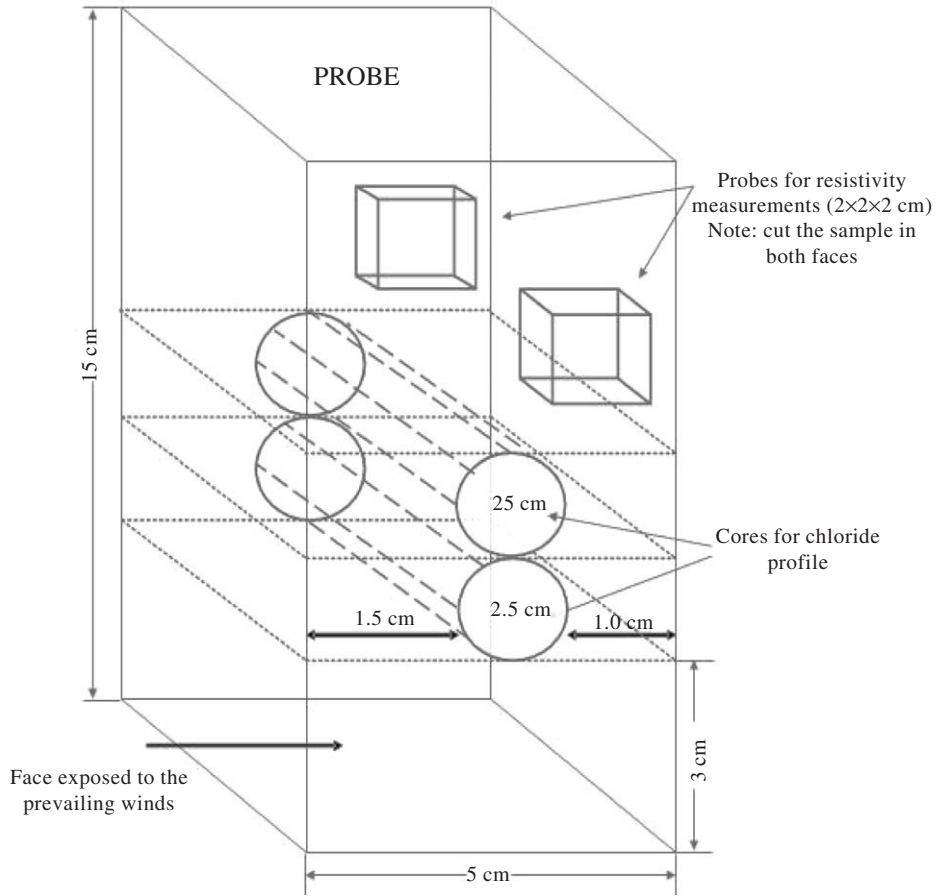 PROBE
Probes for resistivity
measurements (2×2×2 cm)
Note: cut the sample in
both faces
15 cm
25 cm
Cores for chloride
profile
2.5 cm
1.5 cm
1.0 cm
3 cm
Face exposed to the
prevailing winds
5 cm